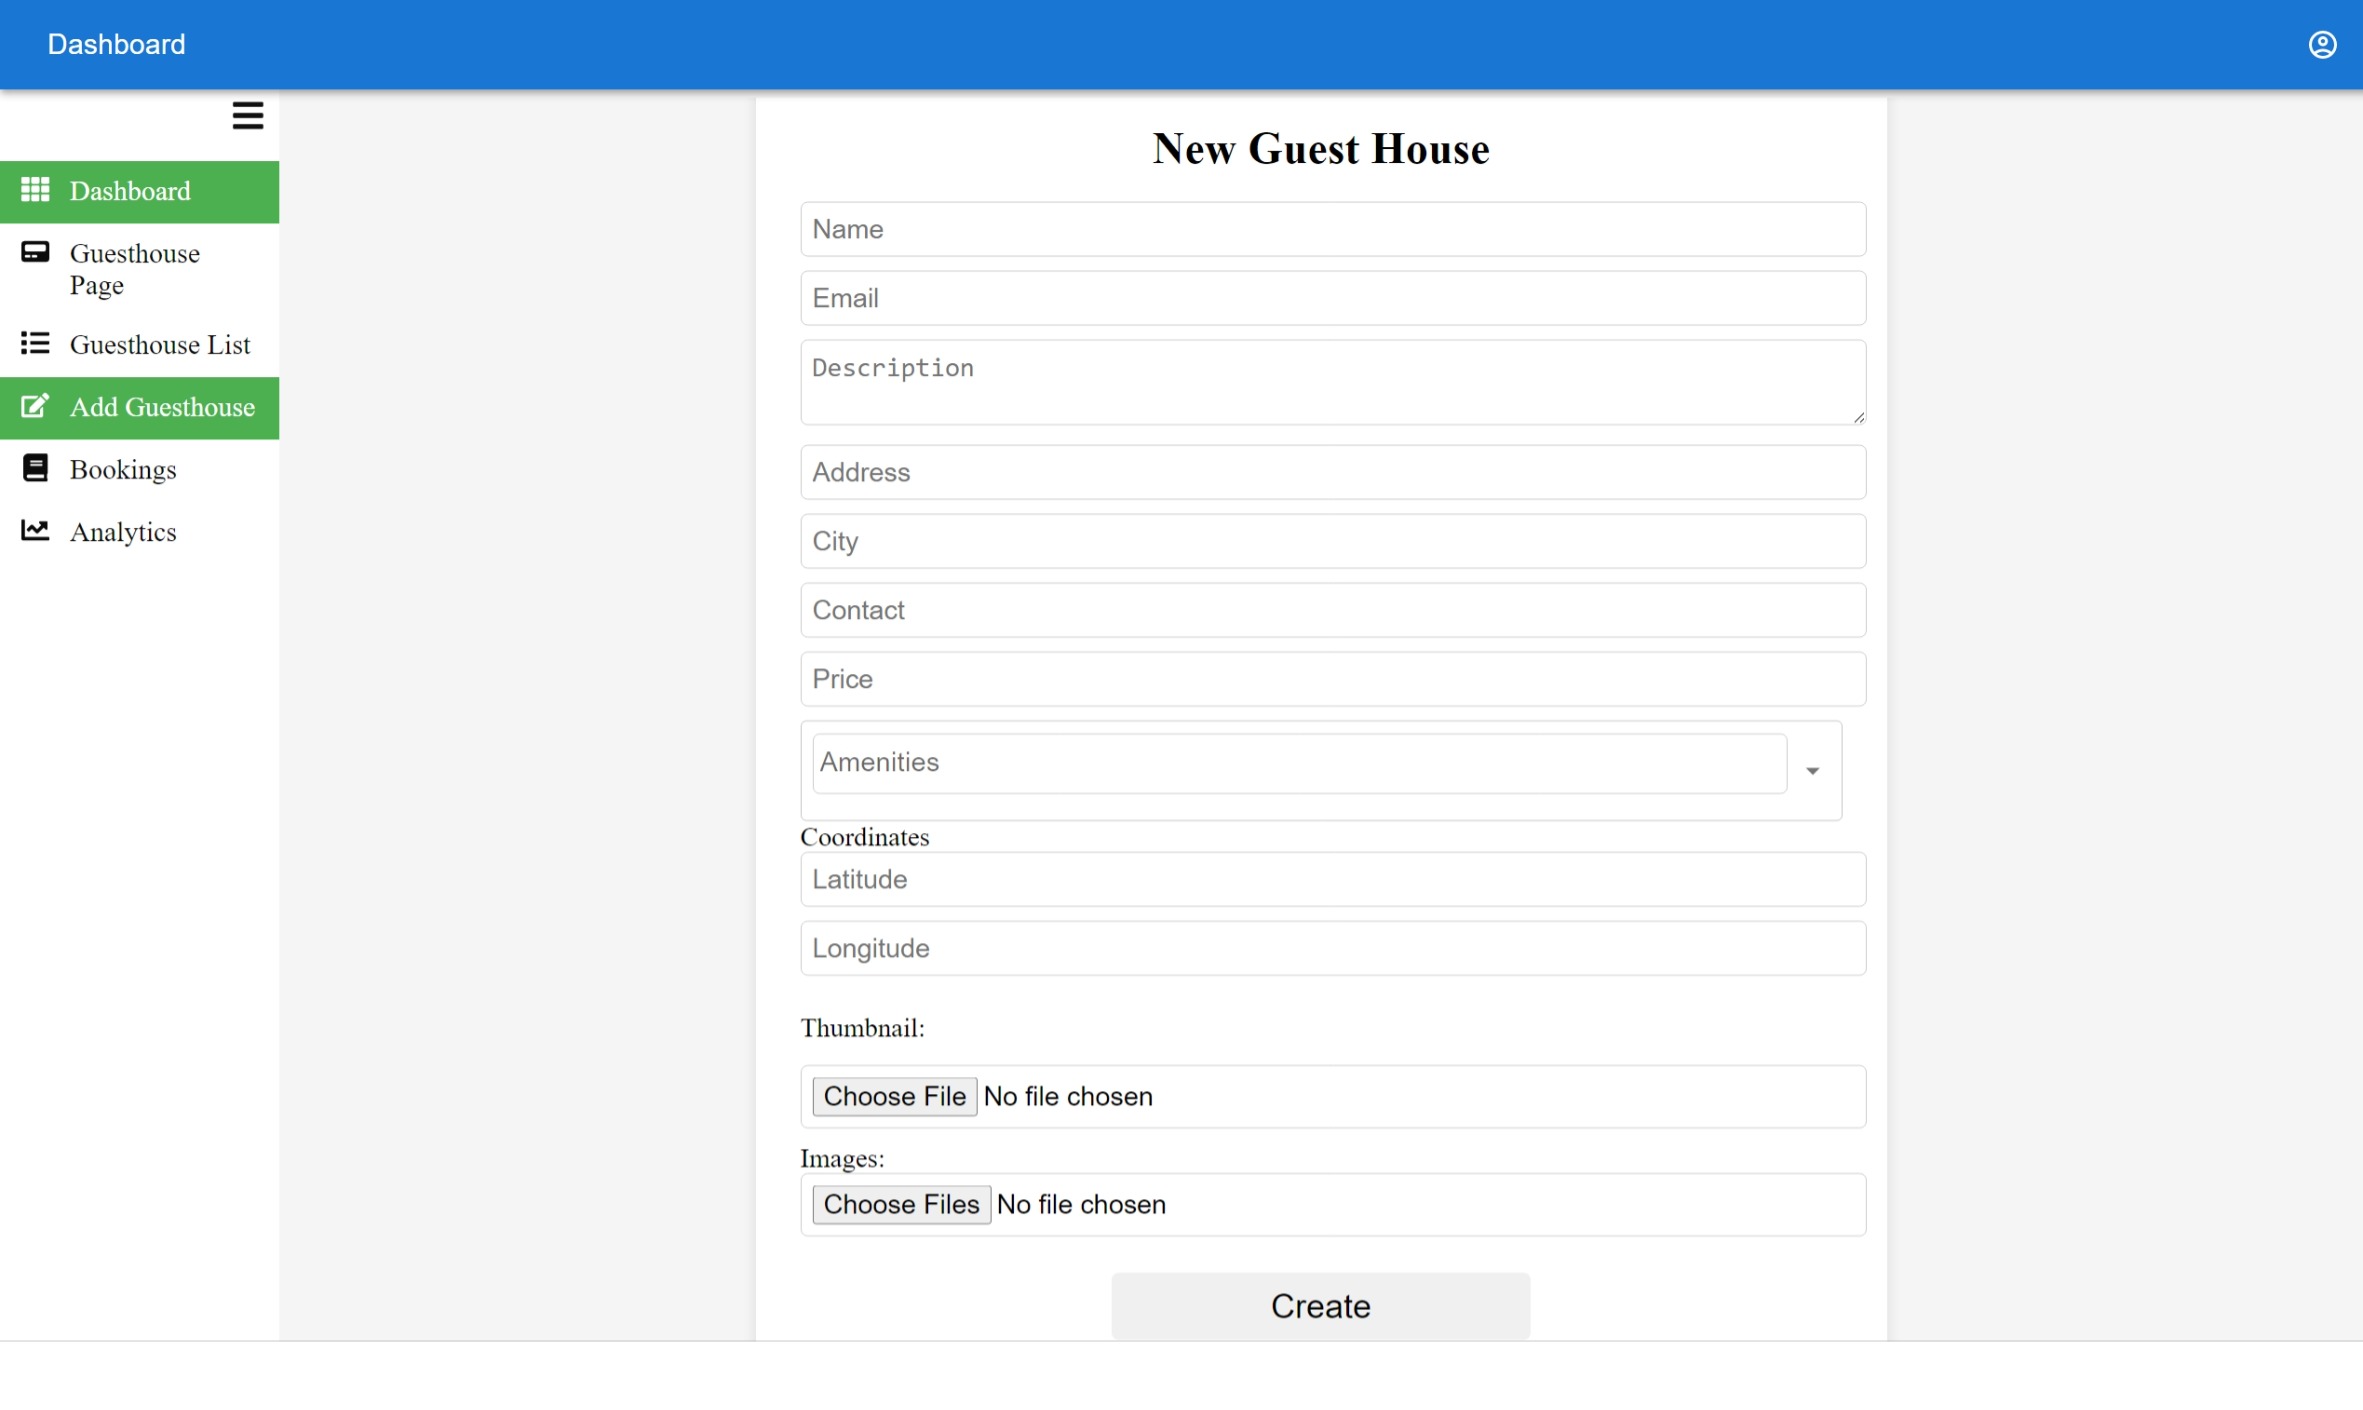 Dashboard
Dashboard
Guesthouse
Page
Guesthouse List
Add Guesthouse
Bookings
Analytics
New Guest House
Name
Email
Description
Address
City
Contact
Price
Amenities
Coordinates
Latitude
Longitude
Thumbnail:
Choose File No file chosen
Images:
Choose Files No file chosen
Create